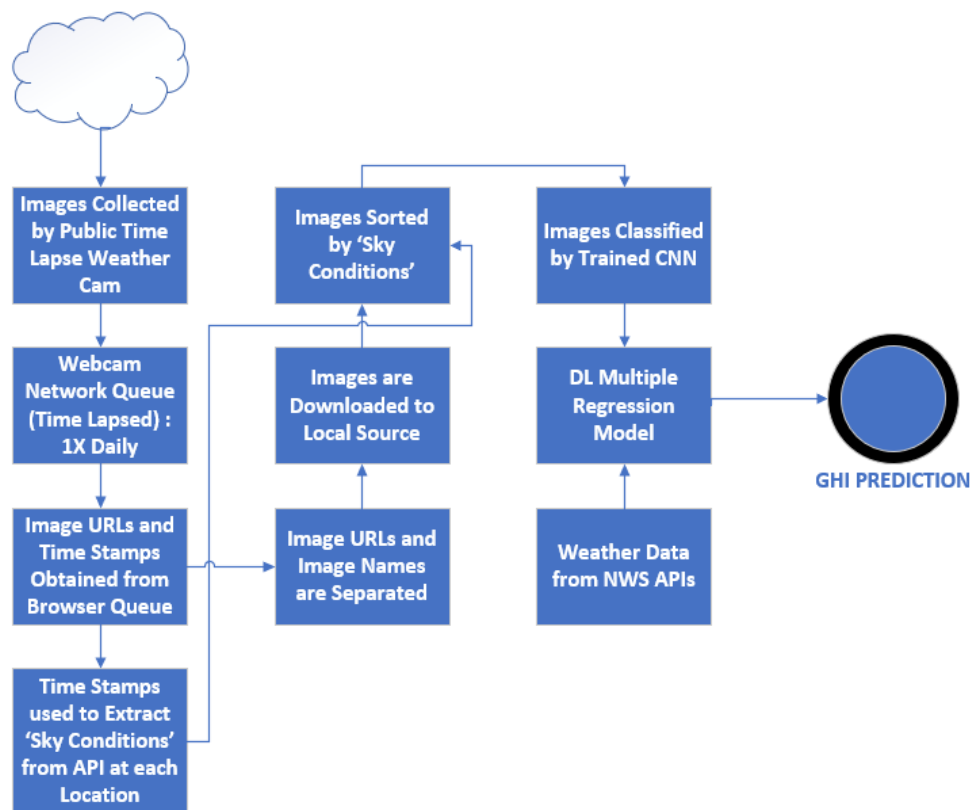 Images Collected
by Public Time
Lapse Weather
Cam
Webcam
Network Queue
(Time Lapsed) :
1X Daily
Image URLs and
Time Stamps
Obtained from
Browser Queue
Time Stamps
used to Extract
‘Sky Conditions’
from API at each
Location
Images Sorted
by ‘Sky
Conditions’
Images are
Downloaded to
Local Source
Image URLs and
Image Names
are Separated
Images Classified
by Trained CNN
DL Multiple
Regression
Model
Weather Data
from NWS APIs
GHI PREDICTION